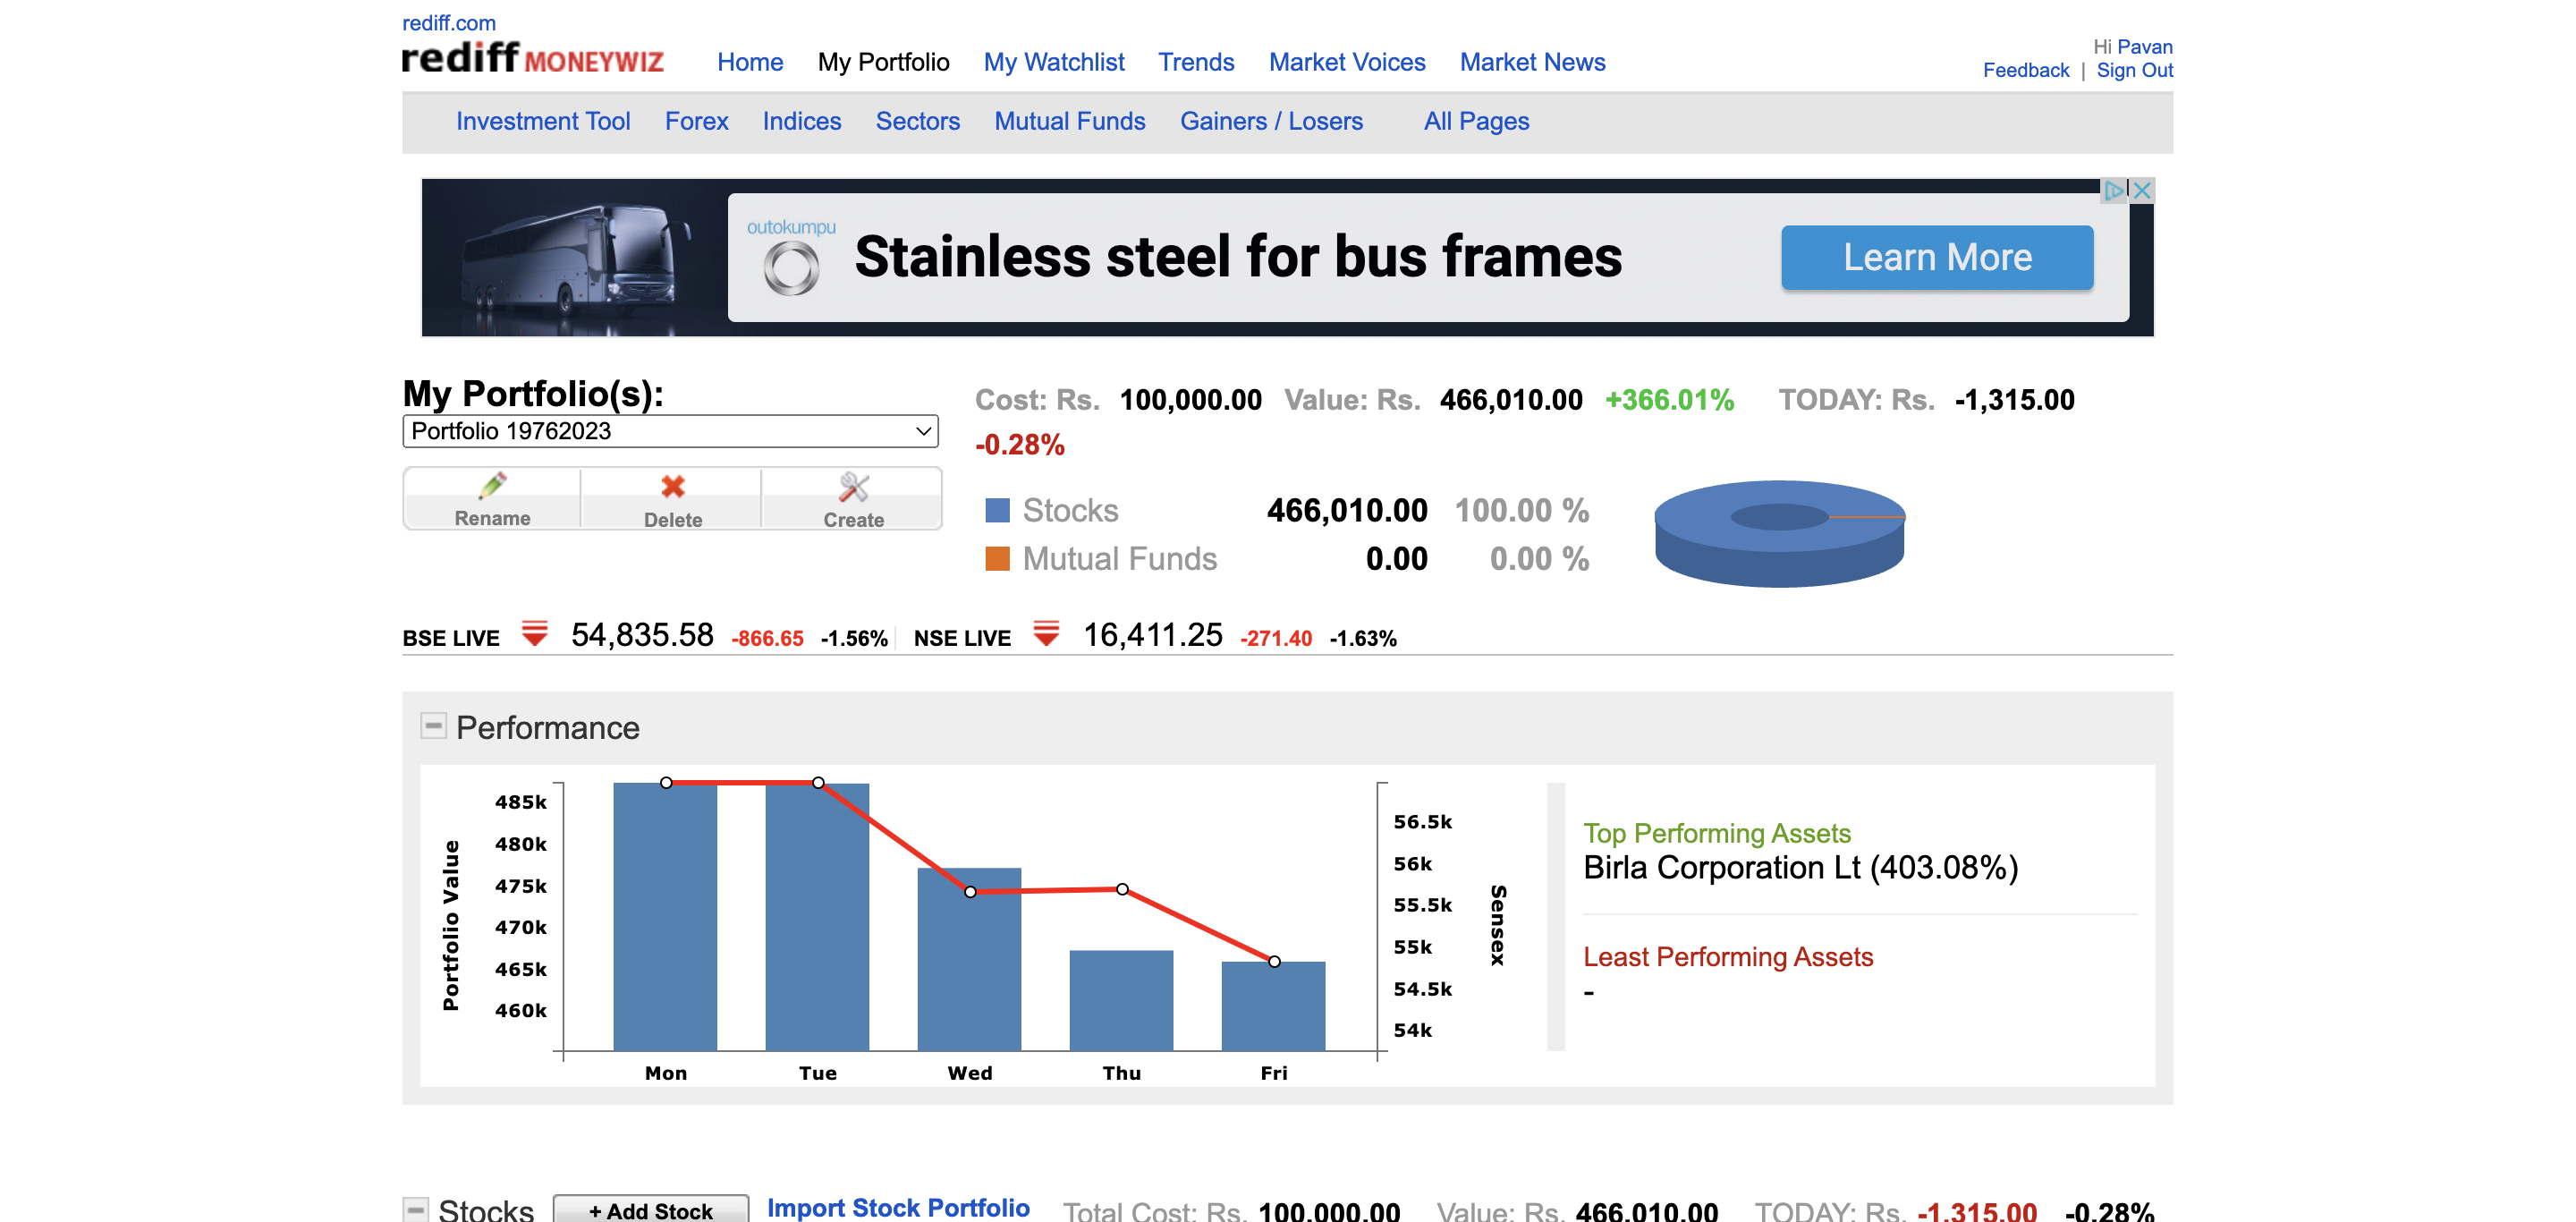 rediff.com
rediff MONEYWIZ Home My Portfolio My Watchlist Trends Market Voices Market News
Hi Pavan
Feedback | Sign Out
Investment Tool Forex Indices Sectors Mutual Funds Gainers / Losers All Pages
outokumpu
Stainless steel for bus frames
Learn More
My Portfolio(s):
Portfolio 19762023
Rename Delete Create
Cost: Rs. 100,000.00 Value: Rs. 466,010.00 +366.01% TODAY: Rs. -1,315.00
-0.28%
Stocks 466,010.00 100.00 %
Mutual Funds 0.00 0.00 %
BSE LIVE 54,835.58 -866.65 -1.56% NSE LIVE 16,411.25 -271.40 -1.63%
Performance
Portfolio Value
485k
480k
475k
470k
465k
460k
Mon Tue Wed Thu Fri
56.5k
56k
55.5k
55k
54.5k
54k
Sensex
Top Performing Assets
Birla Corporation Lt (403.08%)
Least Performing Assets
-
Stocks + Add Stock Import Stock Portfolio Total Cost: Rs. 100,000.00 Value: Rs. 466,010.00 TODAY: Rs. -1,315.00 -0.28%